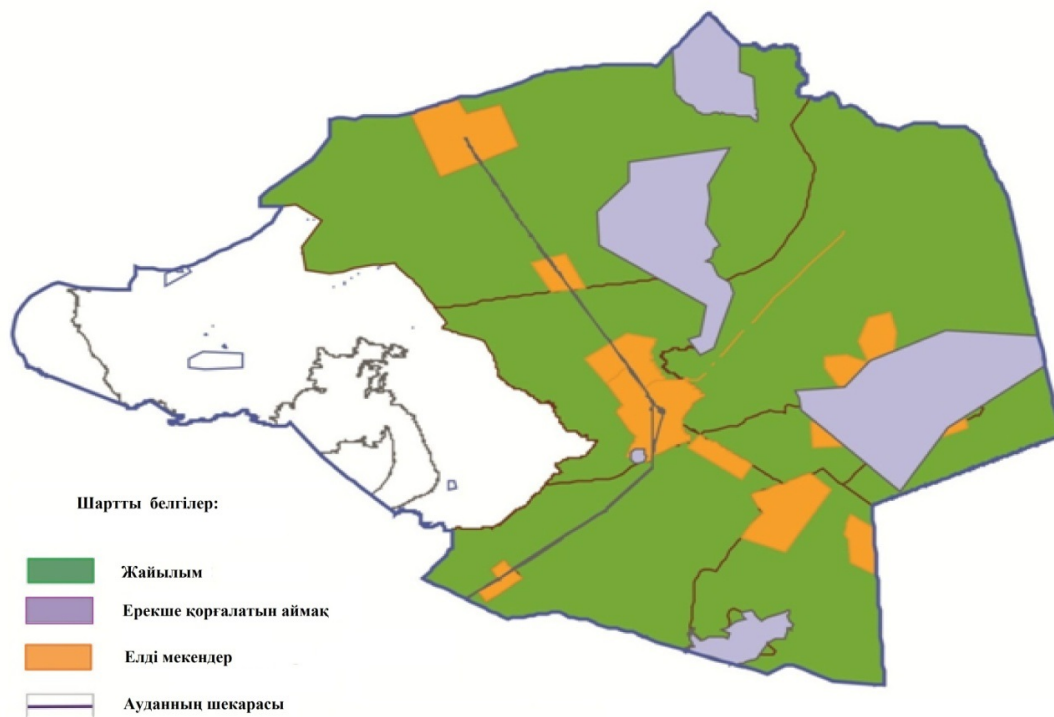 Шартты белгілер:
Жайылым
Ерекше қорғалатын аймақ
Елді мекендер
Ауданның шекарасы